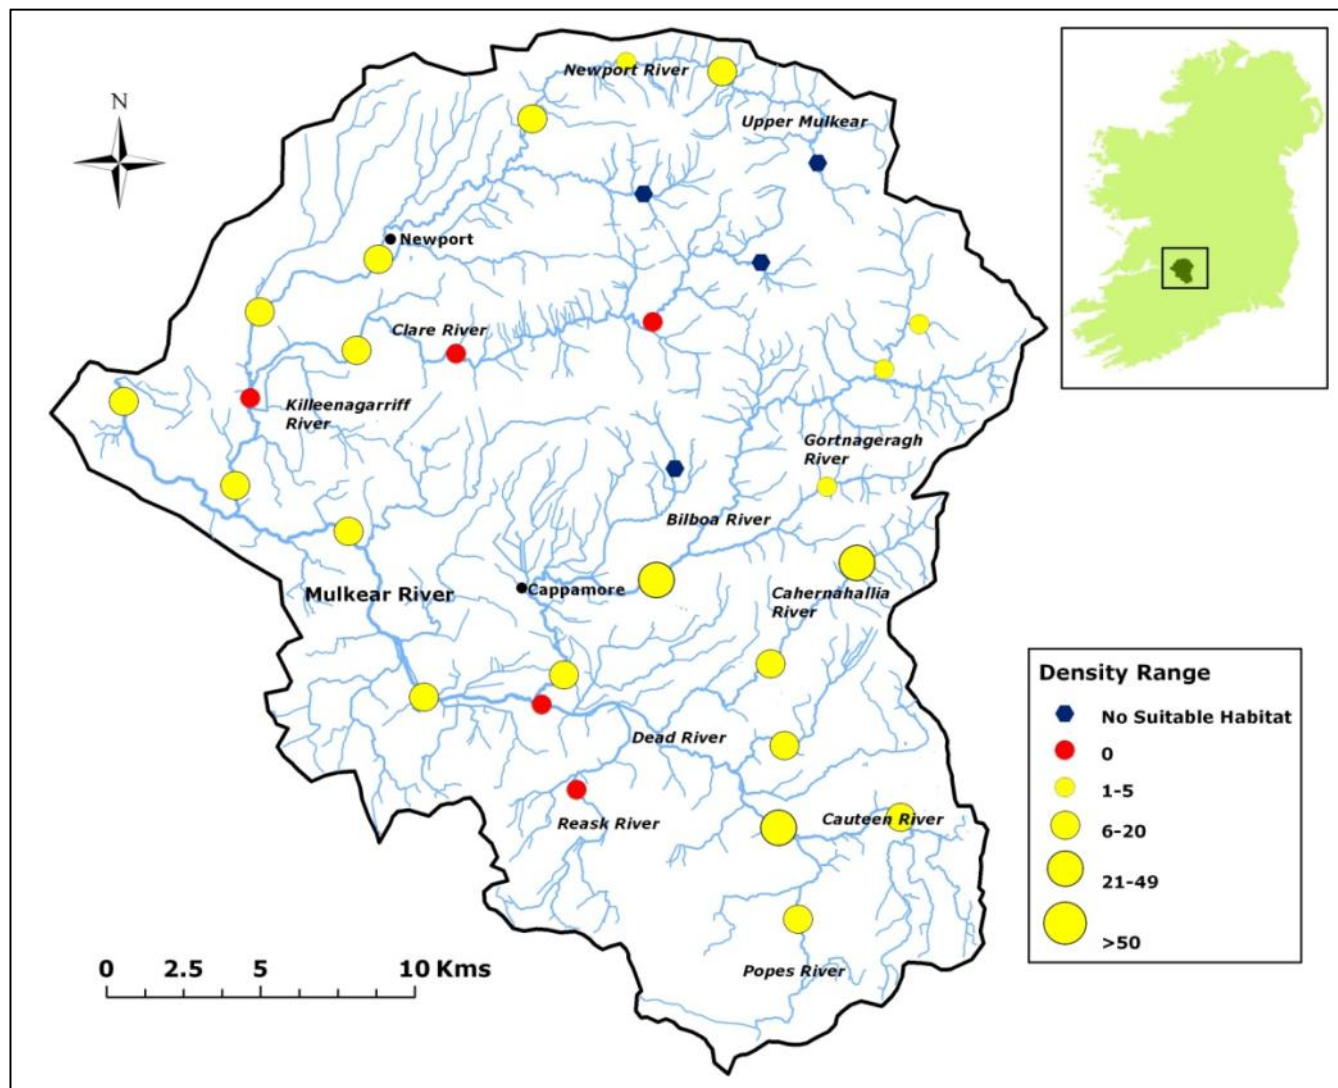 N
Newport River
Upper Mulkear
Newport
Clare River
Killeenagarriff
River
Gortnageragh
River
Bilboa River
Mulkear River
Cappamore
Cahernahallia
River
Dead River
Reask River
Cauteen River
Popes River
0 2.5 5 10 Kms
Density Range
No Suitable Habitat
0
1-5
6-20
21-49
>50